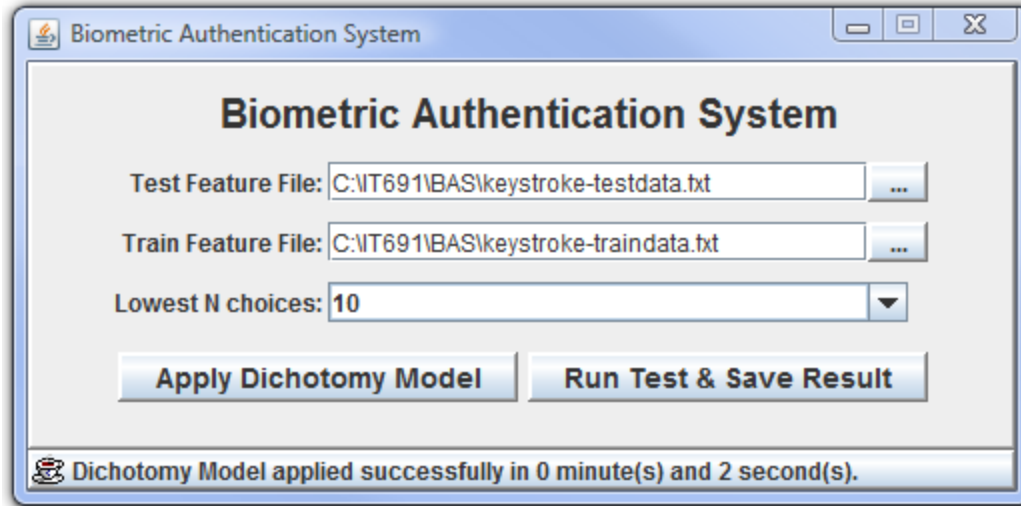 Biometric Authentication System
Biometric Authentication System
Test Feature File: C:\IT691\BAS\keystroke-testdata.txt ...
Train Feature File: C:\IT691\BAS\keystroke-traindata.txt ...
Lowest N choices: 10
Apply Dichotomy Model Run Test & Save Result
Dichotomy Model applied successfully in 0 minute(s) and 2 second(s).